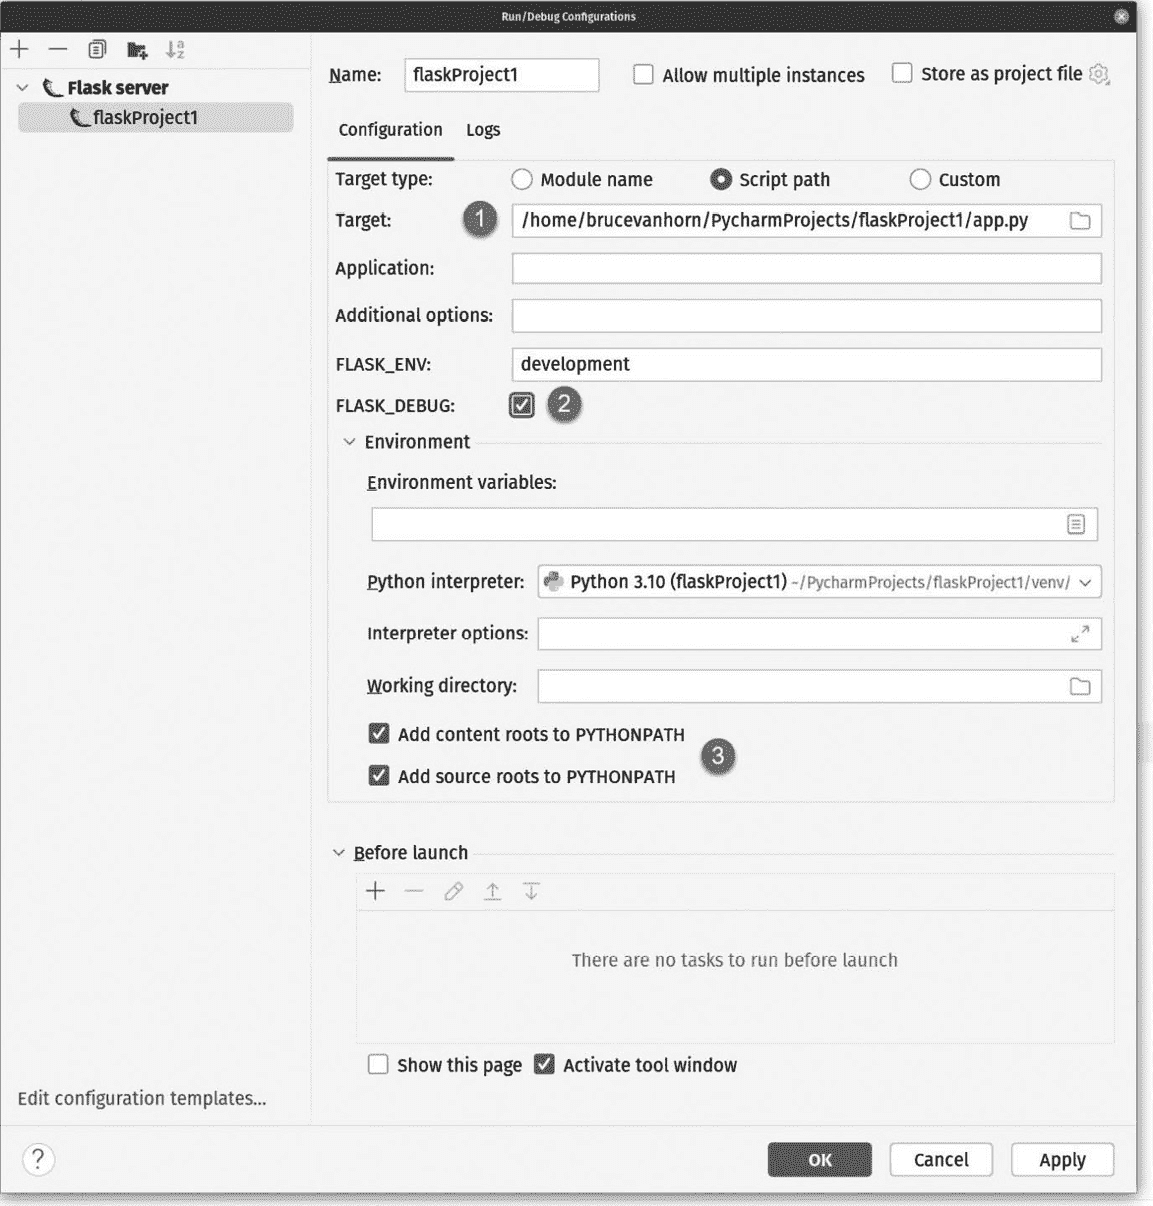 Run/Debug Configurations
Flask server
flaskProject1
Name: flaskProject1 Allow multiple instances Store as project file
Configuration Logs
Target type: Module name Script path Custom
Target: 1 /home/brucevanhorn/PycharmProjects/flaskProject1/app.py
Application:
Additional options:
FLASK_ENV: development
FLASK_DEBUG: 2
Environment
Environment variables:
Python interpreter: Python 3.10 (flaskProject1) ~/PycharmProjects/flaskProject1/venv/
Interpreter options:
Working directory:
Add content roots to PYTHONPATH
3
Add source roots to PYTHONPATH
Before launch
There are no tasks to run before launch
Show this page Activate tool window
Edit configuration templates...
? OK Cancel Apply